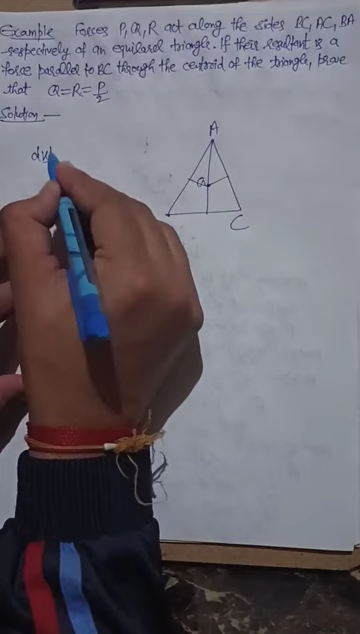 Example Forces P, Q, R act along the sides BC, AC, BA
respectively of an equilateral triangle. If their resultant is a
force parallel to BC through the centroid of the triangle, prove
that Q = R = P/2
Solution —
A
G
C